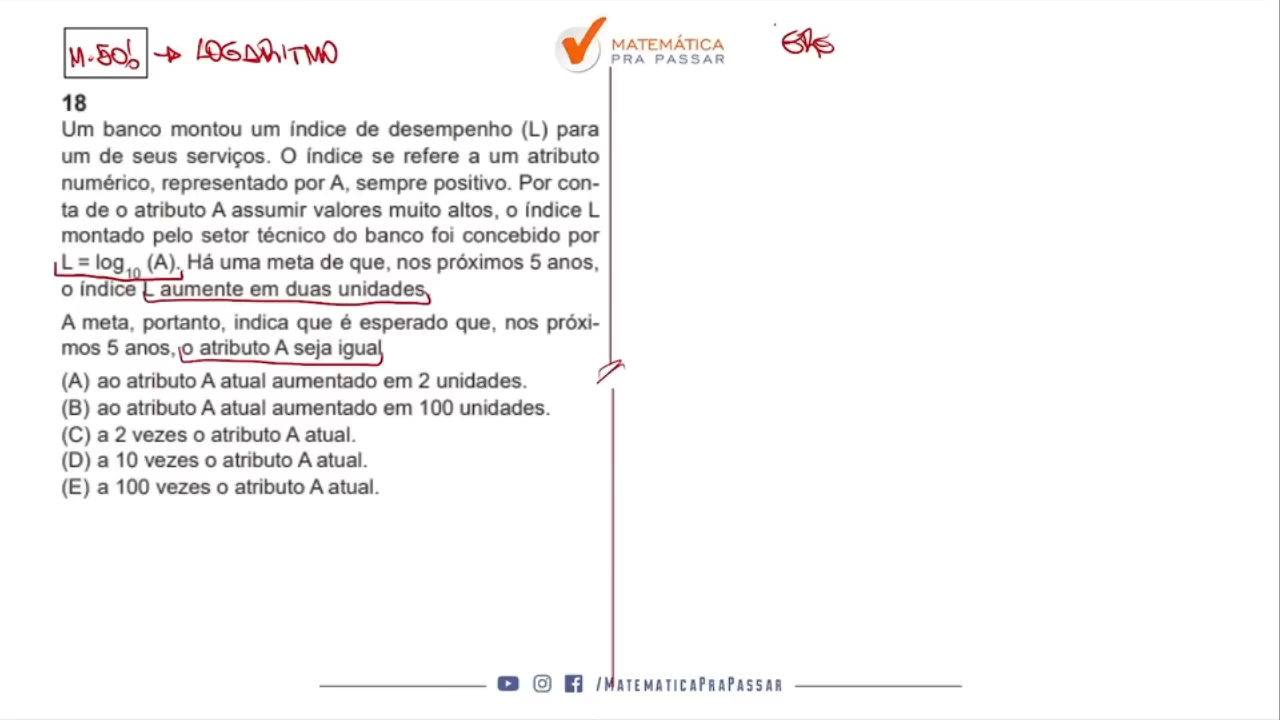 M.50% → LOGARITMO
MATEMÁTICA
PRA PASSAR
18
Um banco montou um índice de desempenho (L) para
um de seus serviços. O índice se refere a um atributo
numérico, representado por A, sempre positivo. Por con-
ta de o atributo A assumir valores muito altos, o índice L
montado pelo setor técnico do banco foi concebido por
L = log₁₀ (A). Há uma meta de que, nos próximos 5 anos,
o índice L aumente em duas unidades.
A meta, portanto, indica que é esperado que, nos próxi-
mos 5 anos, o atributo A seja igual
(A) ao atributo A atual aumentado em 2 unidades.
(B) ao atributo A atual aumentado em 100 unidades.
(C) a 2 vezes o atributo A atual.
(D) a 10 vezes o atributo A atual.
(E) a 100 vezes o atributo A atual.
/MATEMATICAPRAPASSAR